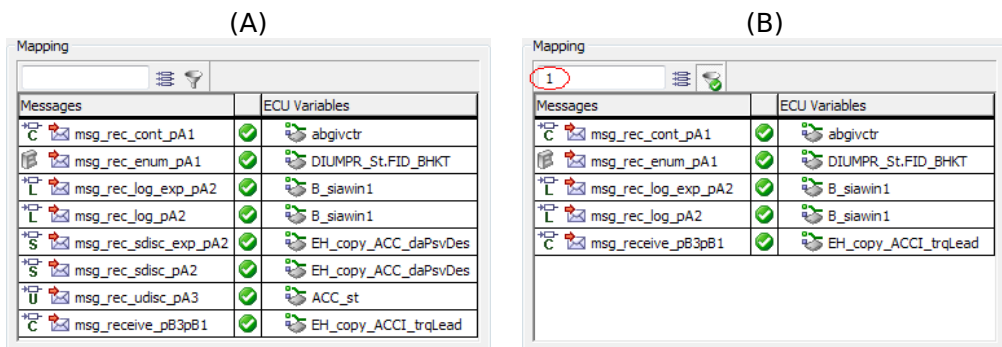 (A)
Mapping
Messages ECU Variables
C msg_rec_cont_pA1 abgivctr
msg_rec_enum_pA1 DIUMPR_St.FID_BHKT
L msg_rec_log_exp_pA2 B_siawin1
L msg_rec_log_pA2 B_siawin1
S msg_rec_sdisc_exp_pA2 EH_copy_ACC_daPsvDes
S msg_rec_sdisc_pA2 EH_copy_ACC_daPsvDes
U msg_rec_udisc_pA3 ACC_st
C msg_receive_pB3pB1 EH_copy_ACCI_trqLead
(B)
Mapping
1
Messages ECU Variables
C msg_rec_cont_pA1 abgivctr
msg_rec_enum_pA1 DIUMPR_St.FID_BHKT
L msg_rec_log_exp_pA2 B_siawin1
L msg_rec_log_pA2 B_siawin1
C msg_receive_pB3pB1 EH_copy_ACCI_trqLead